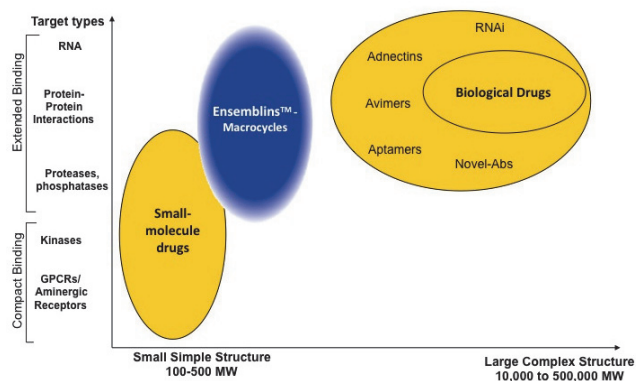 Target types
Extended Binding
RNA
Protein-
Protein
Interactions
Proteases,
phosphatases
Compact Binding
Kinases
GPCRs/
Aminergic
Receptors
Small-
molecule
drugs
Ensemblins™-
Macrocycles
RNAi
Adnectins
Biological Drugs
Avimers
Aptamers
Novel-Abs
Small Simple Structure
100-500 MW
Large Complex Structure
10,000 to 500,000 MW